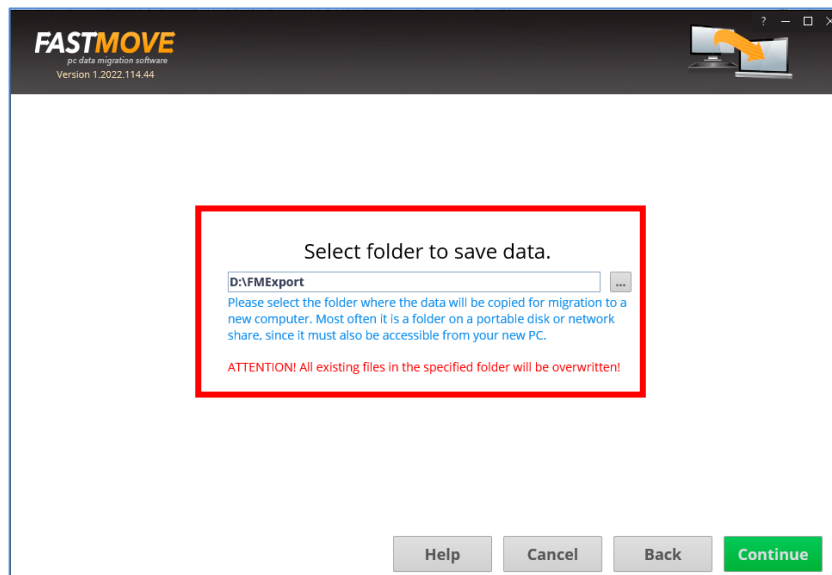 FASTMOVE
pc data migration software
Version 1.2022.114.44
?
Select folder to save data.
D:\FMExport
...
Please select the folder where the data will be copied for migration to a
new computer. Most often it is a folder on a portable disk or network
share, since it must also be accessible from your new PC.
ATTENTION! All existing files in the specified folder will be overwritten!
Help Cancel Back Continue